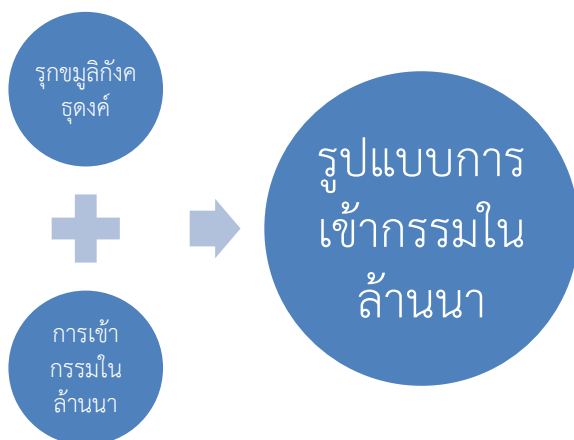 รุกขมูลิกังค
ธุดงค์
การเข้า
กรรมใน
ล้านนา
รูปแบบการ
เข้ากรรมใน
ล้านนา